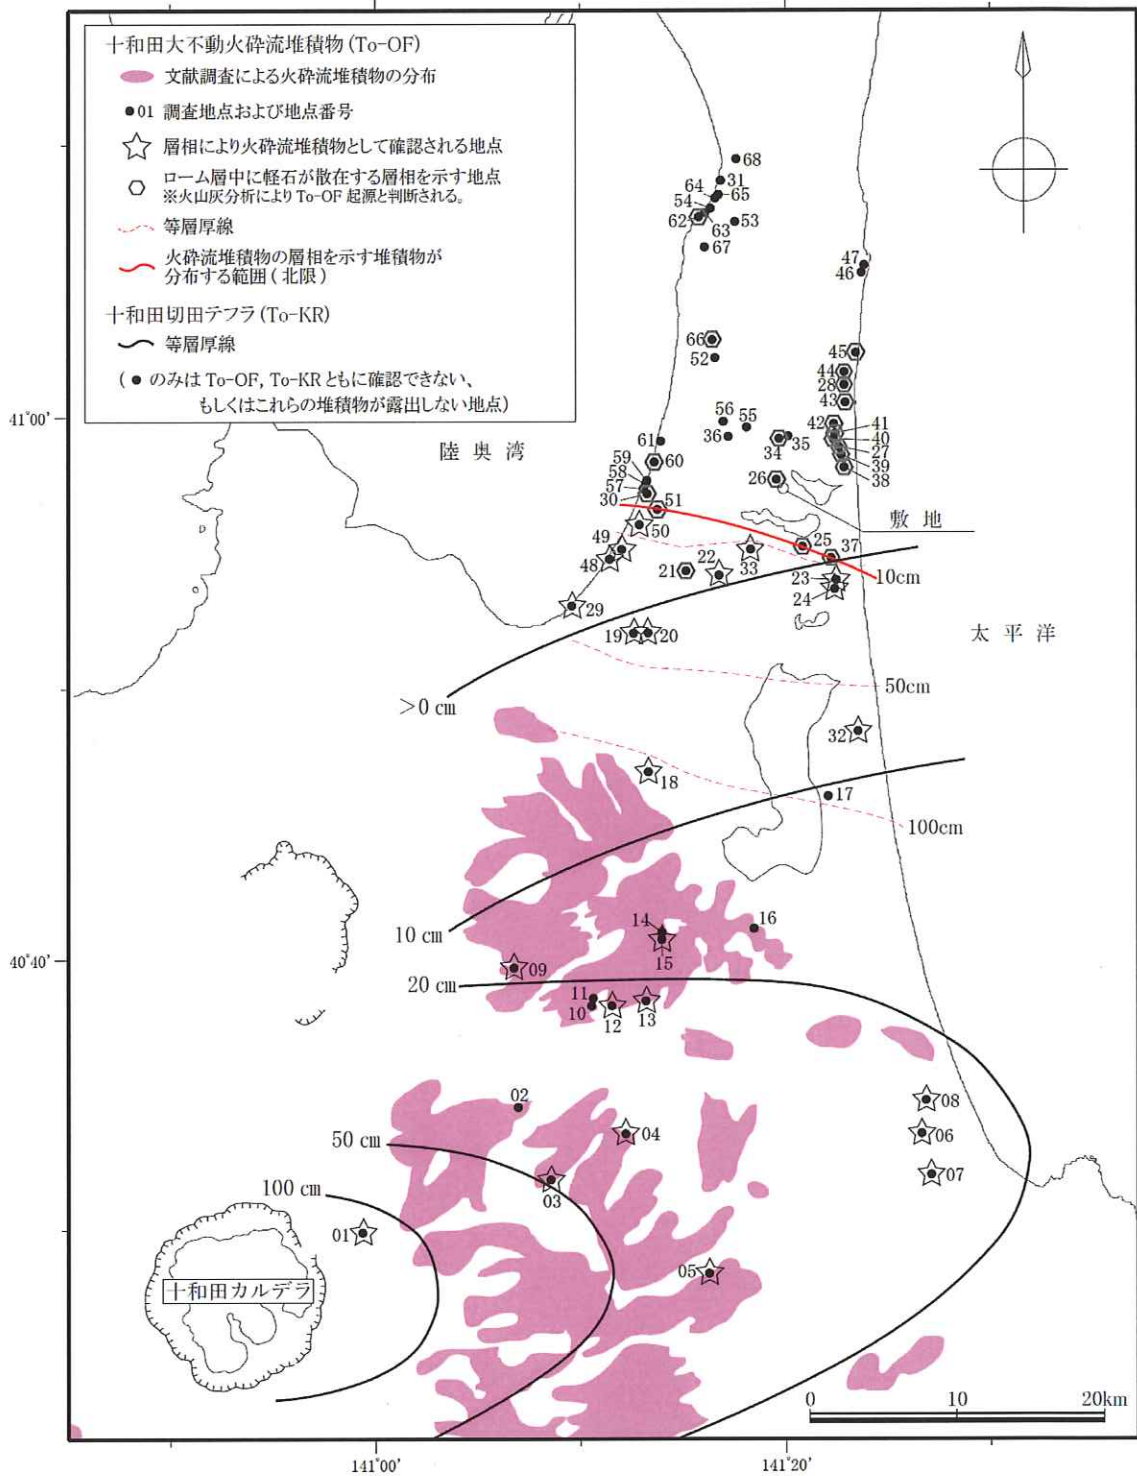 十和田大不動火砕流堆積物 (To-OF)
文献調査による火砕流堆積物の分布
01 調査地点および地点番号
層相により火砕流堆積物として確認される地点
ローム層中に軽石が散在する層相を示す地点
※火山灰分析により To-OF 起源と判断される。
等層厚線
火砕流堆積物の層相を示す堆積物が
分布する範囲 ( 北限 )
十和田切田テフラ (To-KR)
等層厚線
( ● のみは To-OF, To-KR ともに確認できない、
もしくはこれらの堆積物が露出しない地点)
68
31
64
65
54
62
63
53
67
47
46
66
52
45
44
28
43
41°00′
56
55
42
41
36
35
40
61
34
27
陸奥湾
39
59
60
38
58
26
57
30
51
敷地
50
25
37
49
22
33
48
21
23
10cm
24
29
19
20
太平洋
50cm
>0 cm
32
18
17
100cm
14
16
10 cm
15
40°40′
09
20 cm
11
10
12
13
02
08
04
06
50 cm
03
07
100 cm
01
05
十和田カルデラ
0
10
20km
141°00′
141°20′